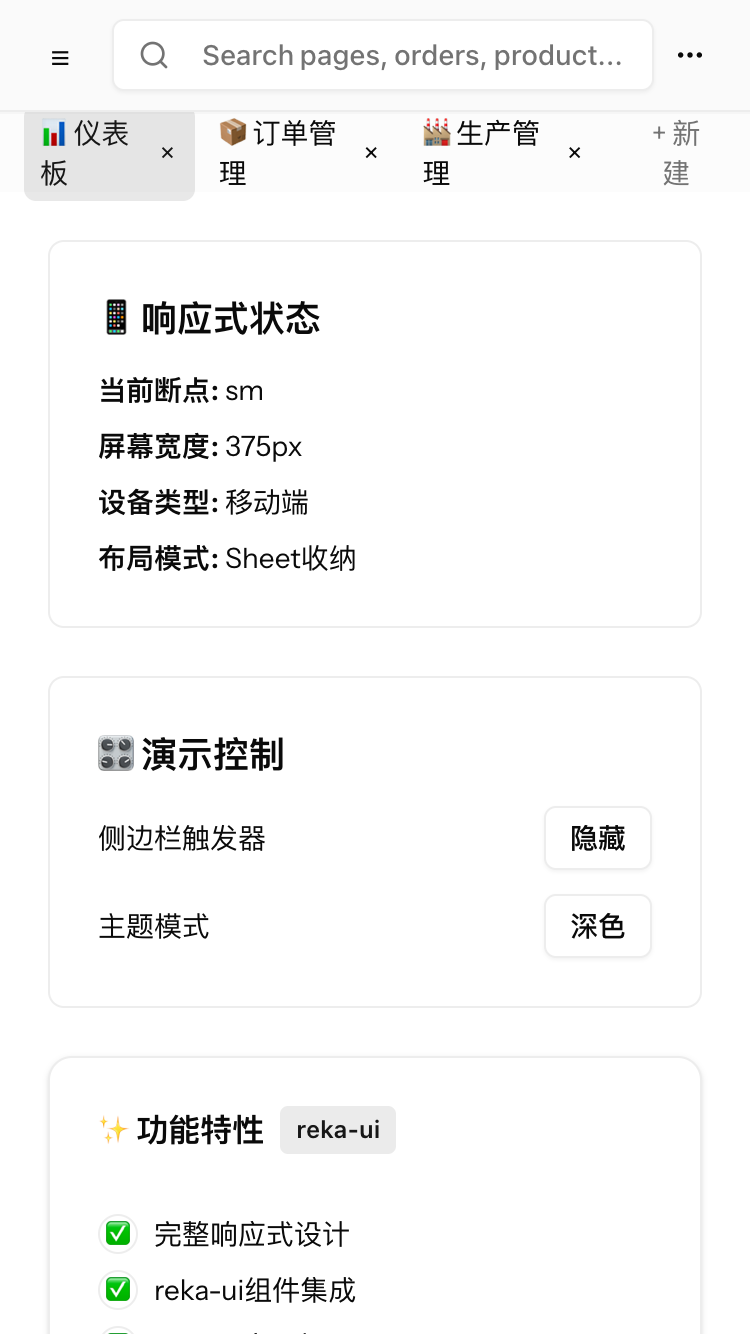 Search pages, orders, product...
📊 仪表板 ×
📦 订单管理 ×
🏭 生产管理 ×
+ 新建
📱 响应式状态
当前断点: sm
屏幕宽度: 375px
设备类型: 移动端
布局模式: Sheet收纳
🎛️ 演示控制
侧边栏触发器
隐藏
主题模式
深色
✨ 功能特性
reka-ui
✅ 完整响应式设计
✅ reka-ui组件集成